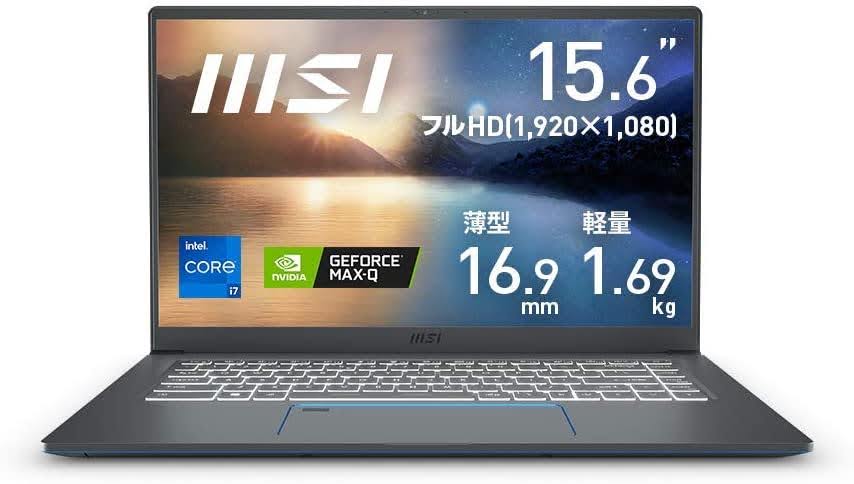 msi
15.6"
フルHD(1,920×1,080)
薄型
16.9
mm
軽量
1.69
kg
intel.
CORE
i7
NVIDIA
GEFORCE
MAX-Q
msi